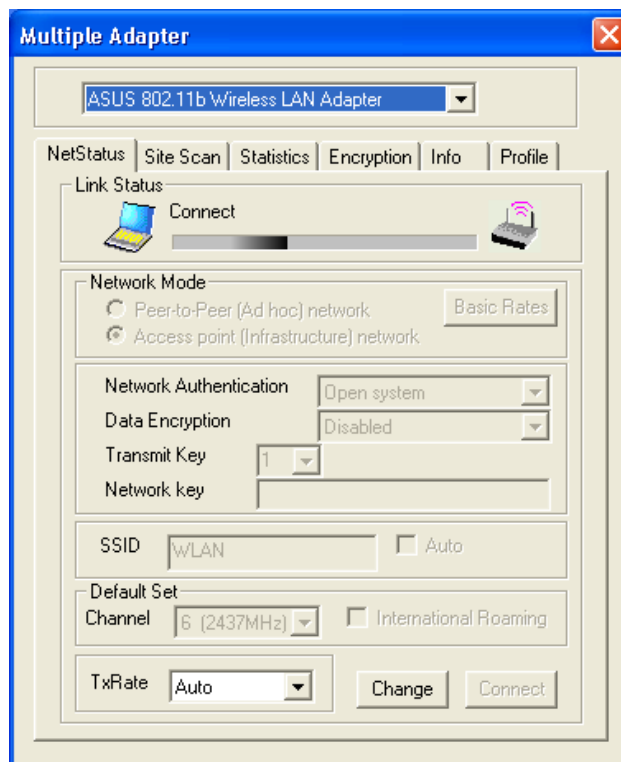 Multiple Adapter
ASUS 802.11b Wireless LAN Adapter
NetStatus Site Scan Statistics Encryption Info Profile
Link Status
Connect
Network Mode
Peer-to-Peer (Ad hoc) network Basic Rates
Access point (Infrastructure) network
Network Authentication Open system
Data Encryption Disabled
Transmit Key 1
Network key
SSID WLAN Auto
Default Set
Channel 6 (2437MHz) International Roaming
TxRate Auto Change Connect